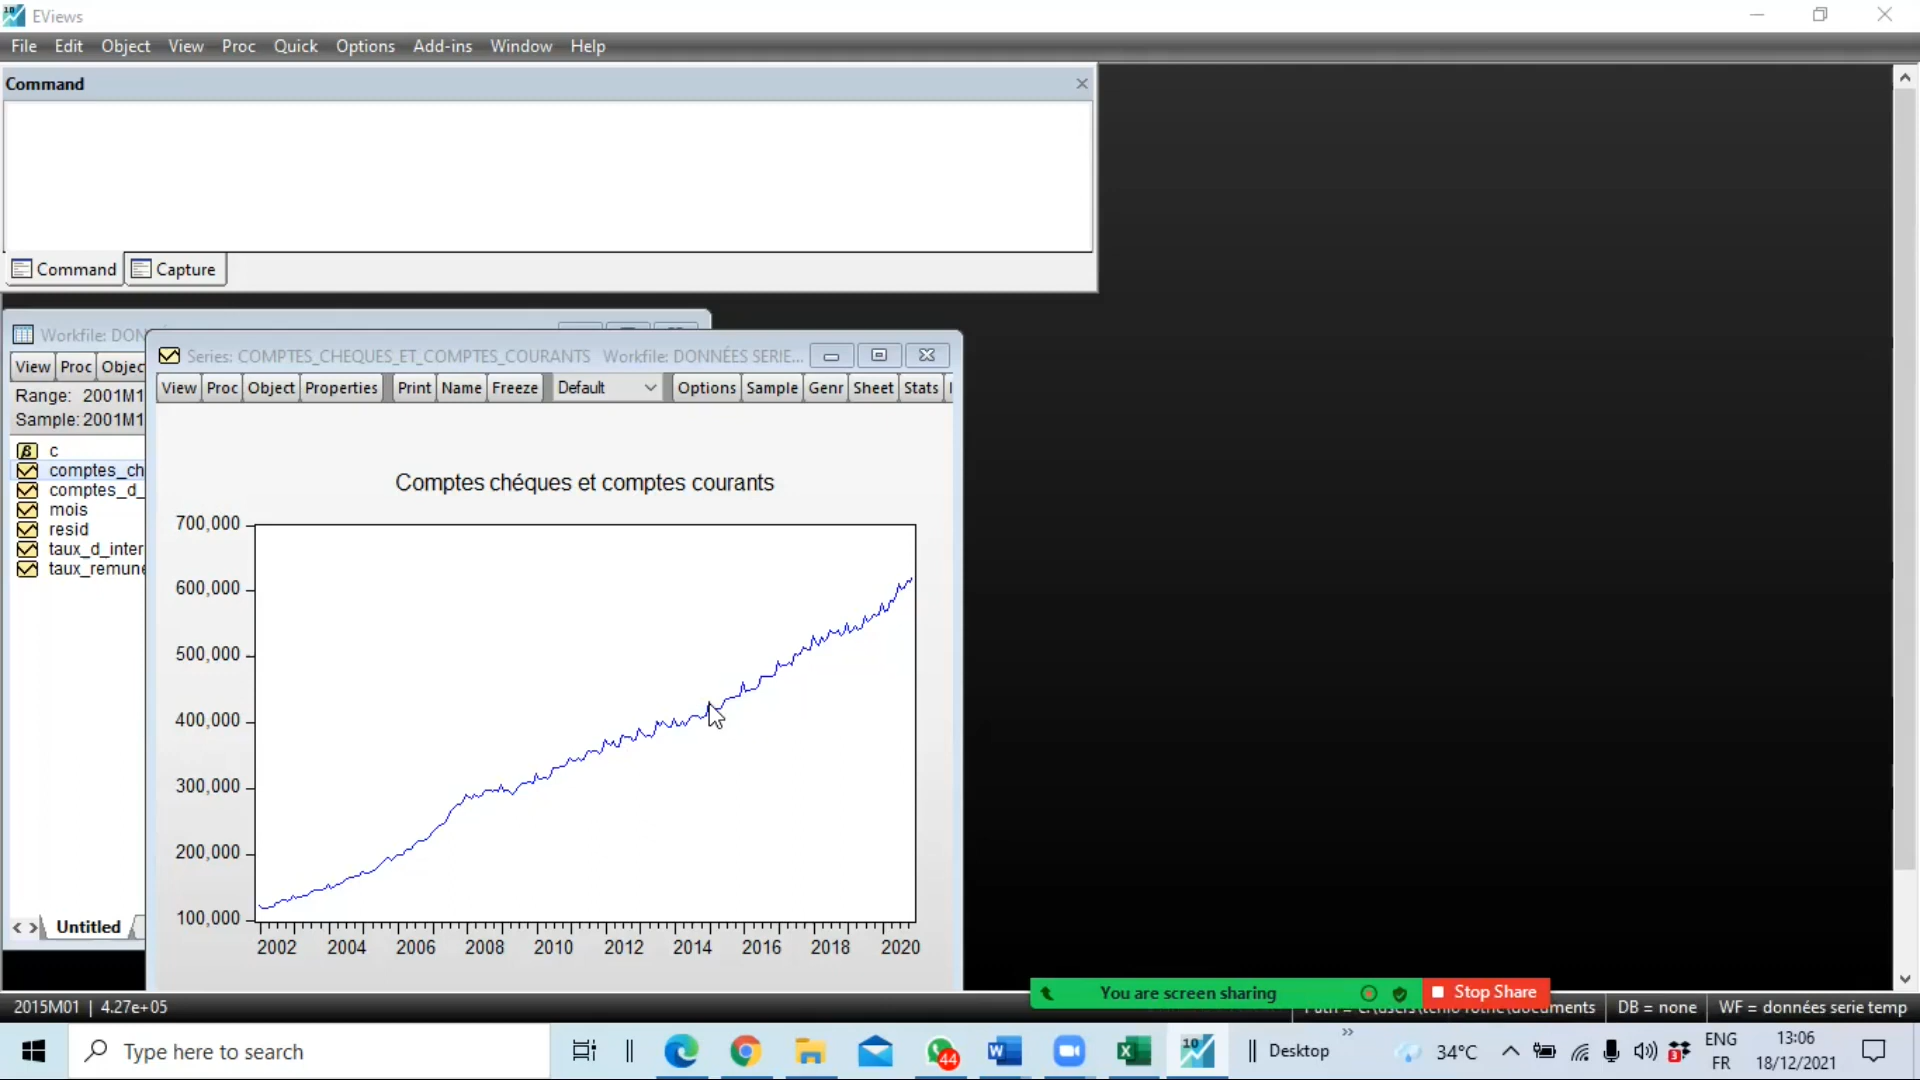 EViews
File Edit Object View Proc Quick Options Add-ins Window Help
Command
Command Capture
Workfile: DON
View Proc Objec
Range: 2001M1
Sample: 2001M1
c
comptes_ch
comptes_d_
mois
resid
taux_d_inter
taux_remune
Untitled
Series: COMPTES_CHEQUES_ET_COMPTES_COURANTS Workfile: DONNÉES SERIE...
View Proc Object Properties Print Name Freeze Default Options Sample Genr Sheet Stats
Comptes chéques et comptes courants
700,000
600,000
500,000
400,000
300,000
200,000
100,000
2002 2004 2006 2008 2010 2012 2014 2016 2018 2020
You are screen sharing Stop Share
2015M01 | 4.27e+05
DB = none WF = données serie temp
Type here to search
44
10
Desktop
34°C
3
ENG
FR
13:06
18/12/2021